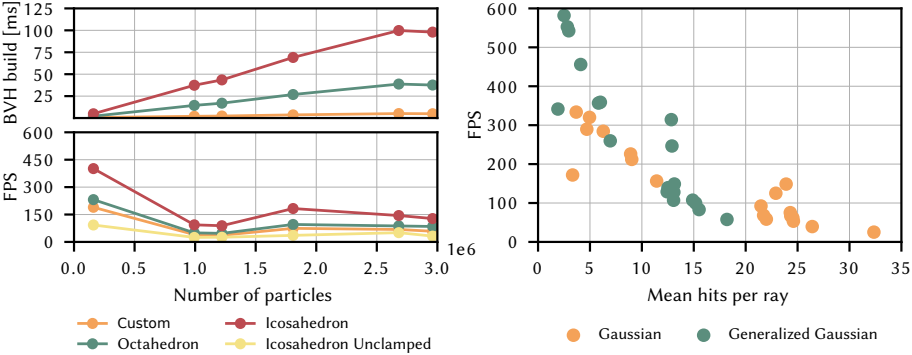 BVH build [ms]
125
100
75
50
25
FPS
600
450
300
150
0
0.0 0.5 1.0 1.5 2.0 2.5 3.0
1e6
Number of particles
Custom
Octahedron
Icosahedron
Icosahedron Unclamped
FPS
600
500
400
300
200
100
0
0 5 10 15 20 25 30 35
Mean hits per ray
Gaussian
Generalized Gaussian